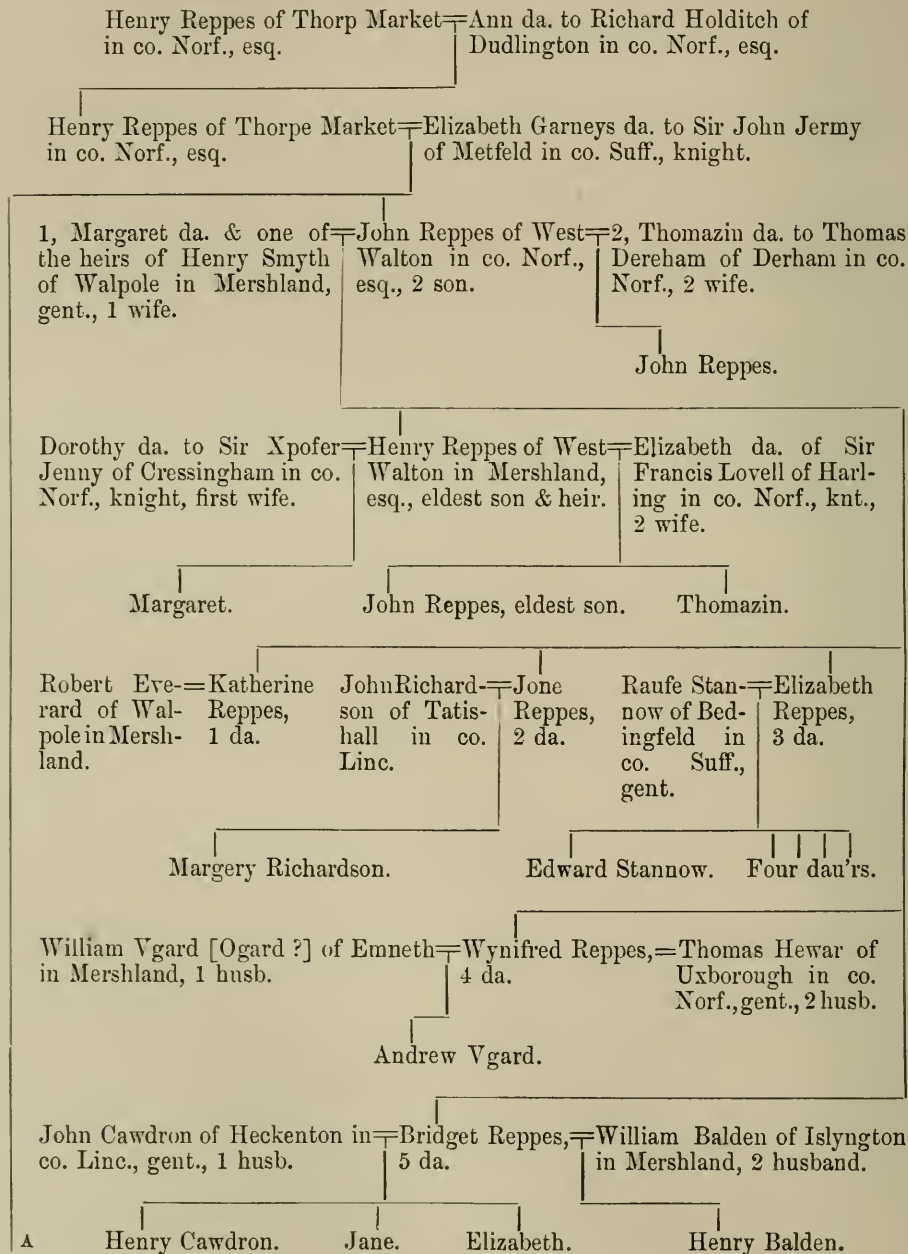 Henry Reppes of Thorp Market=Ann da. to Richard Holditch of
in co. Norf., esq. Dudlington in co. Norf., esq.
Henry Reppes of Thorpe Market=Elizabeth Garneys da. to Sir John Jermy
in co. Norf., esq. of Metfeld in co. Suff., knight.
1, Margaret da. & one of=John Reppes of West=2, Thomazin da. to Thomas
the heirs of Henry Smyth Walton in co. Norf., Dereham of Derham in co.
of Walpole in Mershland, esq., 2 son. Norf., 2 wife.
gent., 1 wife.
John Reppes.
Dorothy da. to Sir Xpofer=Henry Reppes of West=Elizabeth da. of Sir
Jenny of Cressingham in co. Walton in Mershland, Francis Lovell of Harl-
Norf., knight, first wife. esq., eldest son & heir. ing in co. Norf., knt.,
2 wife.
Margaret. John Reppes, eldest son. Thomazin.
Robert Eve-=Katherine John Richard-=Jone Raufe Stan-=Elizabeth
rard of Wal- Reppes, son of Tatis- Reppes, now of Bed- Reppes,
pole in Mersh- 1 da. hall in co. 2 da. ingfeld in 3 da.
land. Linc. co. Suff.,
gent.
Margery Richardson. Edward Stannow. Four dau'rs.
William Vgard [Ogard ?] of Emneth=Wynifred Reppes,=Thomas Hewar of
in Mershland, 1 husb. 4 da. Uxborough in co.
Norf., gent., 2 husb.
Andrew Vgard.
John Cawdron of Heckenton in=Bridget Reppes,=William Balden of Islyngton
co. Linc., gent., 1 husb. 5 da. in Mershland, 2 husband.
A Henry Cawdron. Jane. Elizabeth. Henry Balden.